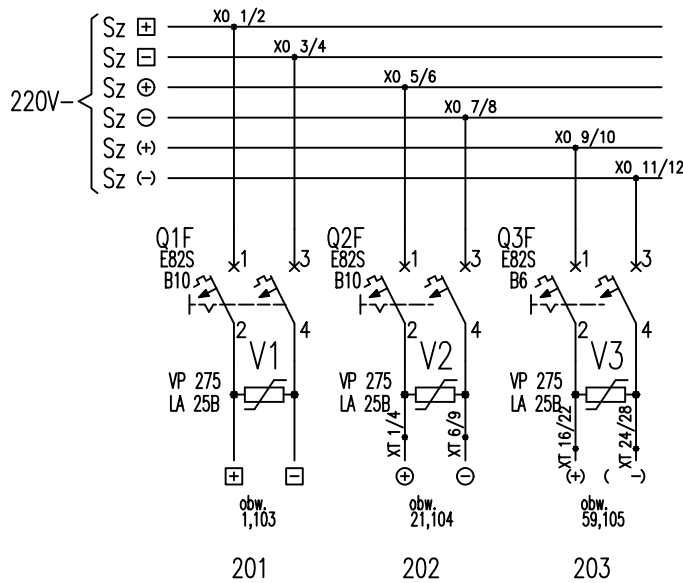 X0 1/2
Sz +
X0 3/4
Sz −
X0 5/6
220V-
Sz +
X0 7/8
Sz −
X0 9/10
Sz (+)
X0 11/12
Sz (-)
Q1F
E82S
B10
1
3
2
4
Q2F
E82S
B10
1
3
2
4
Q3F
E82S
B6
1
3
2
4
V1
VP 275
LA 25B
V2
VP 275
LA 25B
XT 1/4
XT 6/9
V3
VP 275
LA 25B
XT 16/22
XT 24/28
+
−
+
−
(+)
( -)
obw.
1,103
obw.
21,104
obw.
59,105
201
202
203